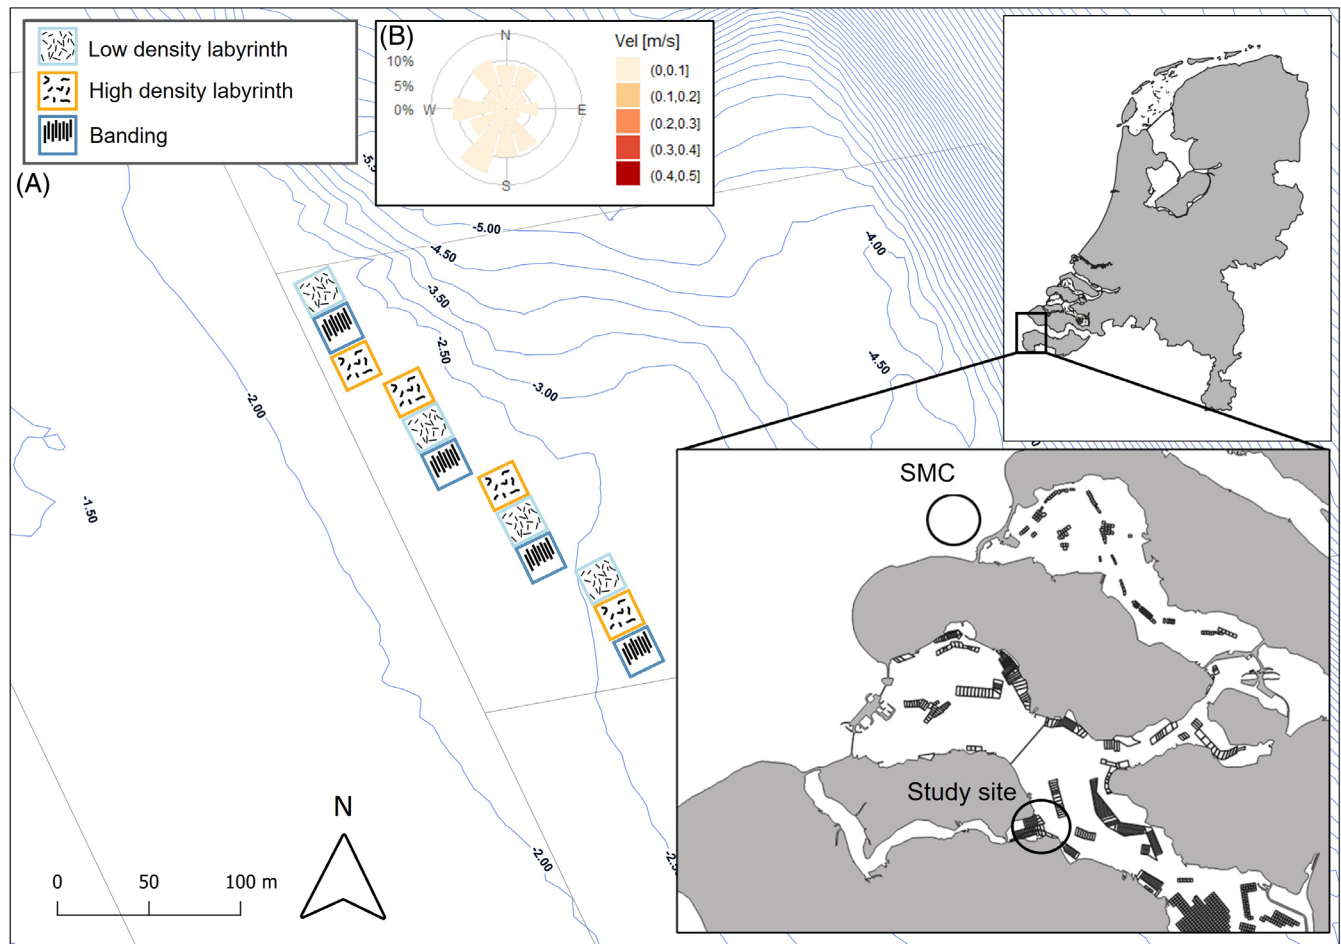 Low density labyrinth
High density labyrinth
Banding
(A)
(B)
N
10%
5%
0%
W
E
S
Vel [m/s]
(0,0.1]
(0.1,0.2]
(0.2,0.3]
(0.3,0.4]
(0.4,0.5]
-5.00
-4.50
-4.00
-3.50
-2.50
-4.50
-3.00
-2.00
-1.50
-2.00
SMC
Study site
N
0
50
100 m